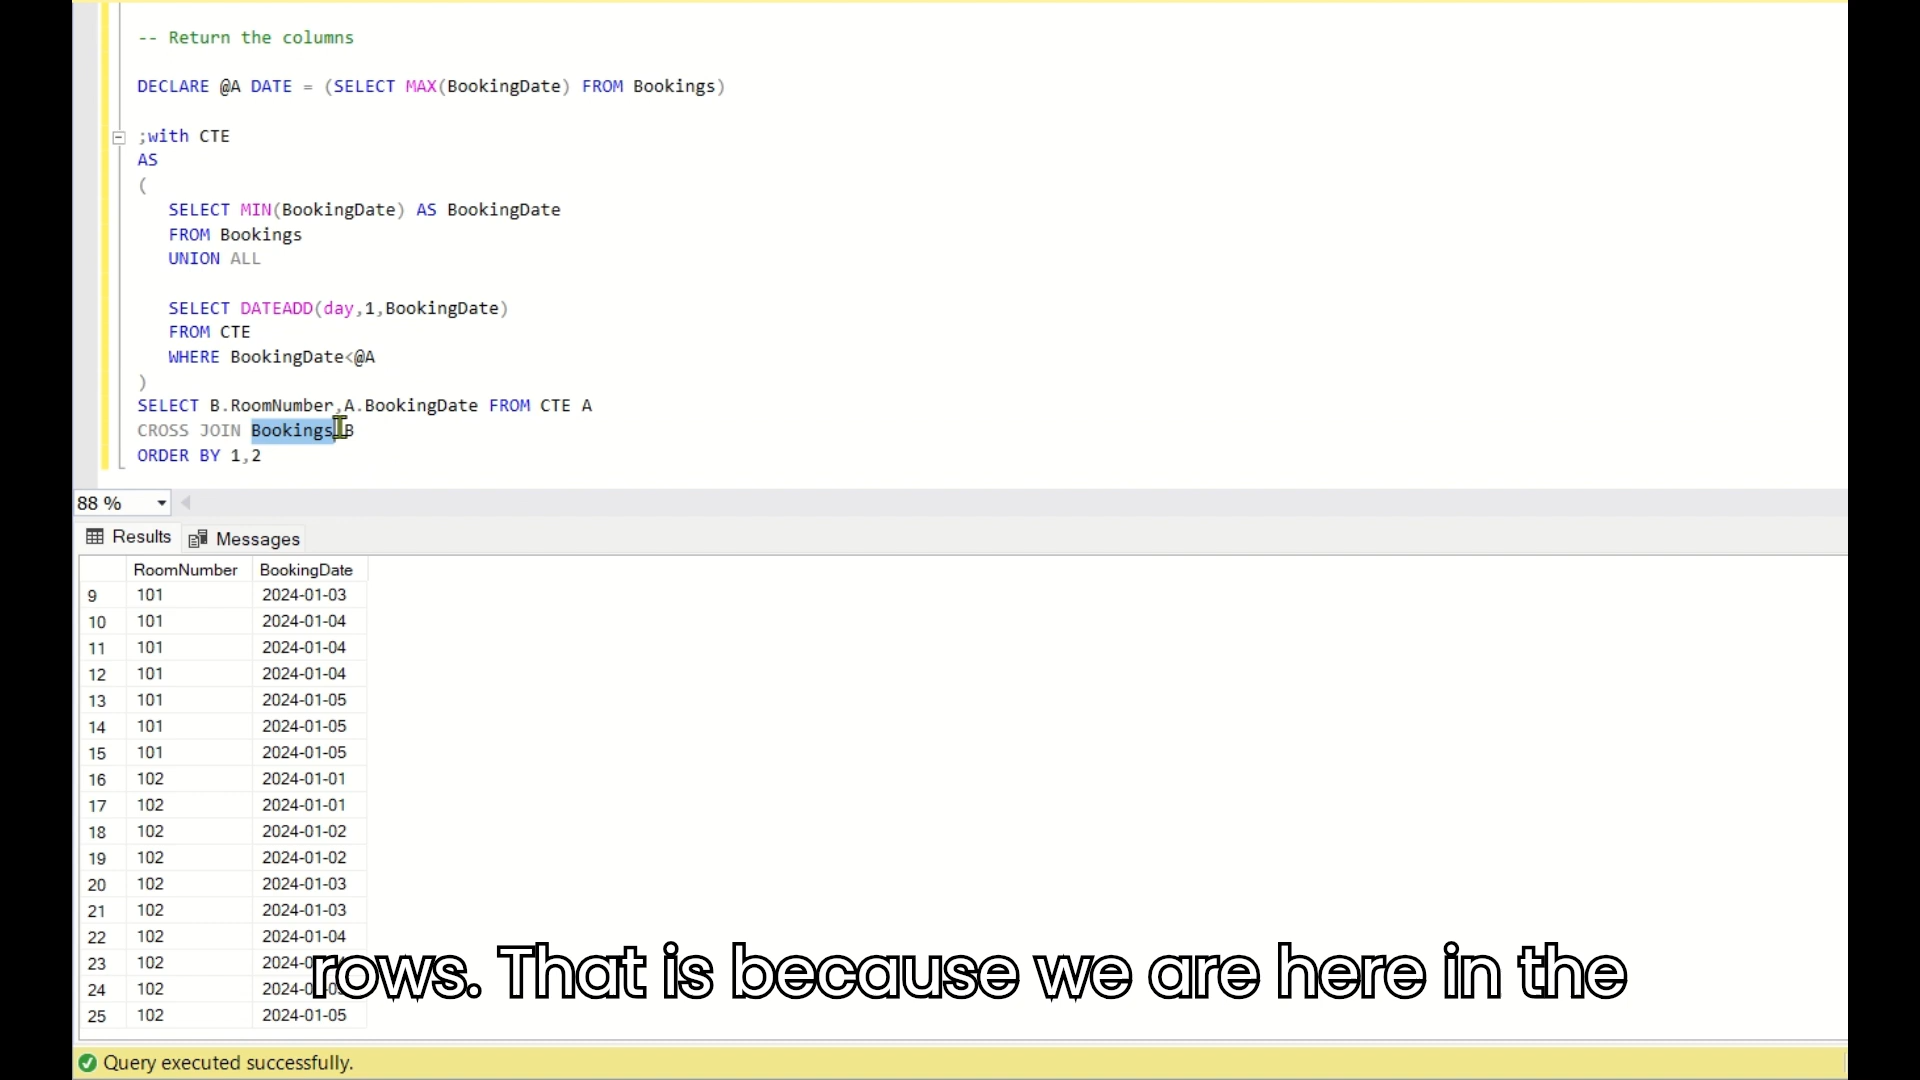 -- Return the columns
DECLARE @A DATE = (SELECT MAX(BookingDate) FROM Bookings)
;with CTE
AS
(
SELECT MIN(BookingDate) AS BookingDate
FROM Bookings
UNION ALL
SELECT DATEADD(day,1,BookingDate)
FROM CTE
WHERE BookingDate<@A
)
SELECT B.RoomNumber,A.BookingDate FROM CTE A
CROSS JOIN Bookings B
ORDER BY 1,2
88 %
Results Messages
RoomNumber BookingDate
9 101 2024-01-03
10 101 2024-01-04
11 101 2024-01-04
12 101 2024-01-04
13 101 2024-01-05
14 101 2024-01-05
15 101 2024-01-05
16 102 2024-01-01
17 102 2024-01-01
18 102 2024-01-02
19 102 2024-01-02
20 102 2024-01-03
21 102 2024-01-03
22 102 2024-01-04
23 102
24 102
25 102 2024-01-05
rows. That is because we are here in the
Query executed successfully.